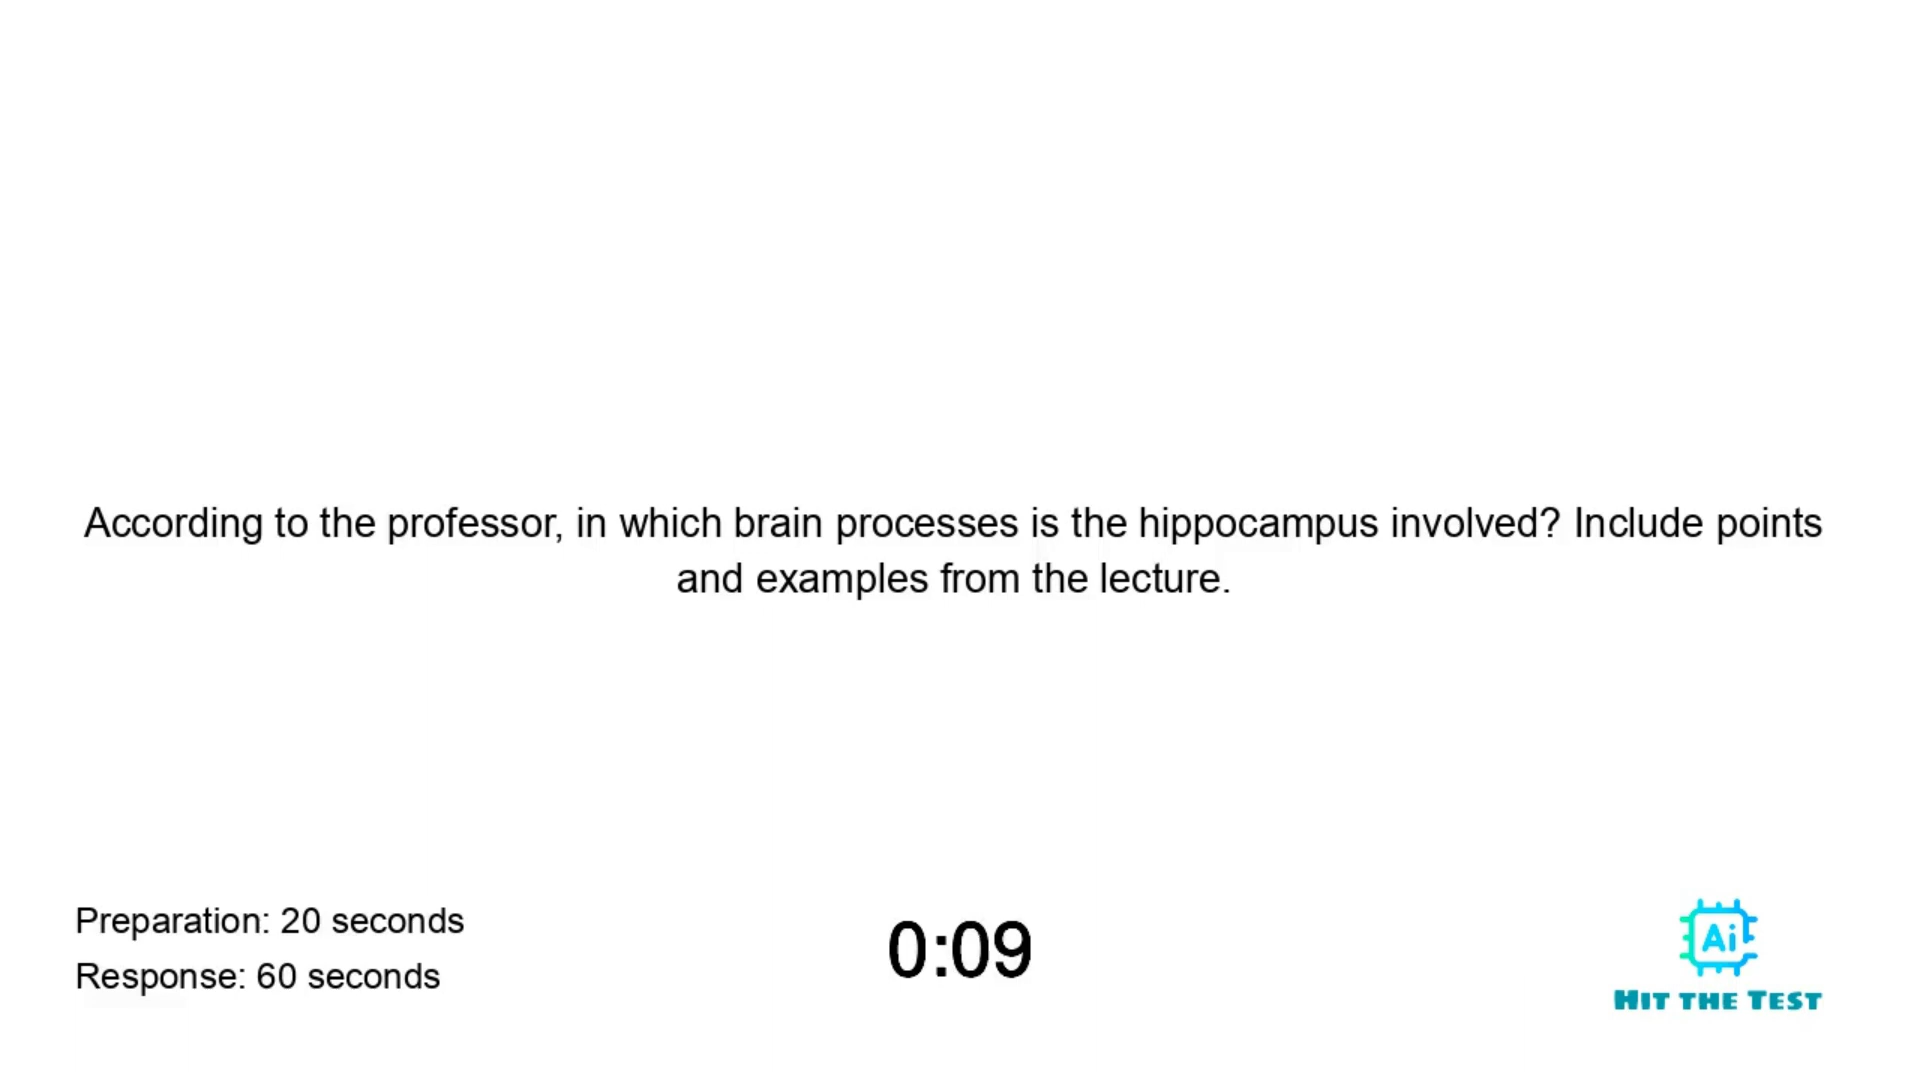 According to the professor, in which brain processes is the hippocampus involved? Include points
and examples from the lecture.
Preparation: 20 seconds
Response: 60 seconds
0:09
Ai
HIT THE TEST